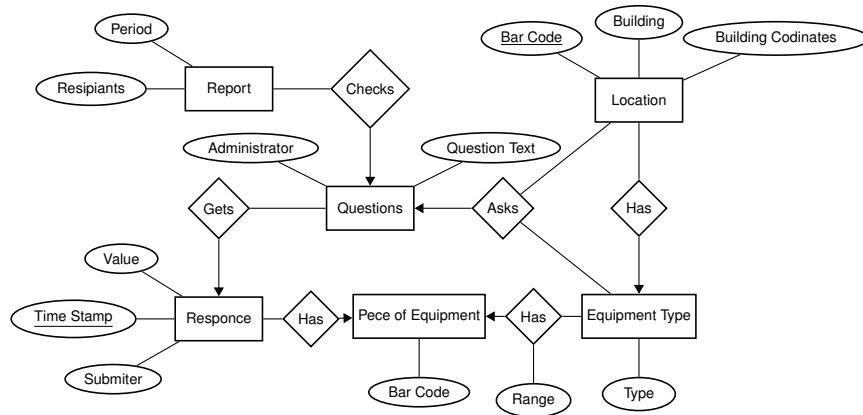 Building
Period
Bar Code
Building Codinates
Resipiants
Report
Checks
Location
Administrator
Question Text
Gets
Questions
Asks
Has
Value
Time Stamp
Responce
Has
Pece of Equipment
Has
Equipment Type
Submiter
Bar Code
Range
Type